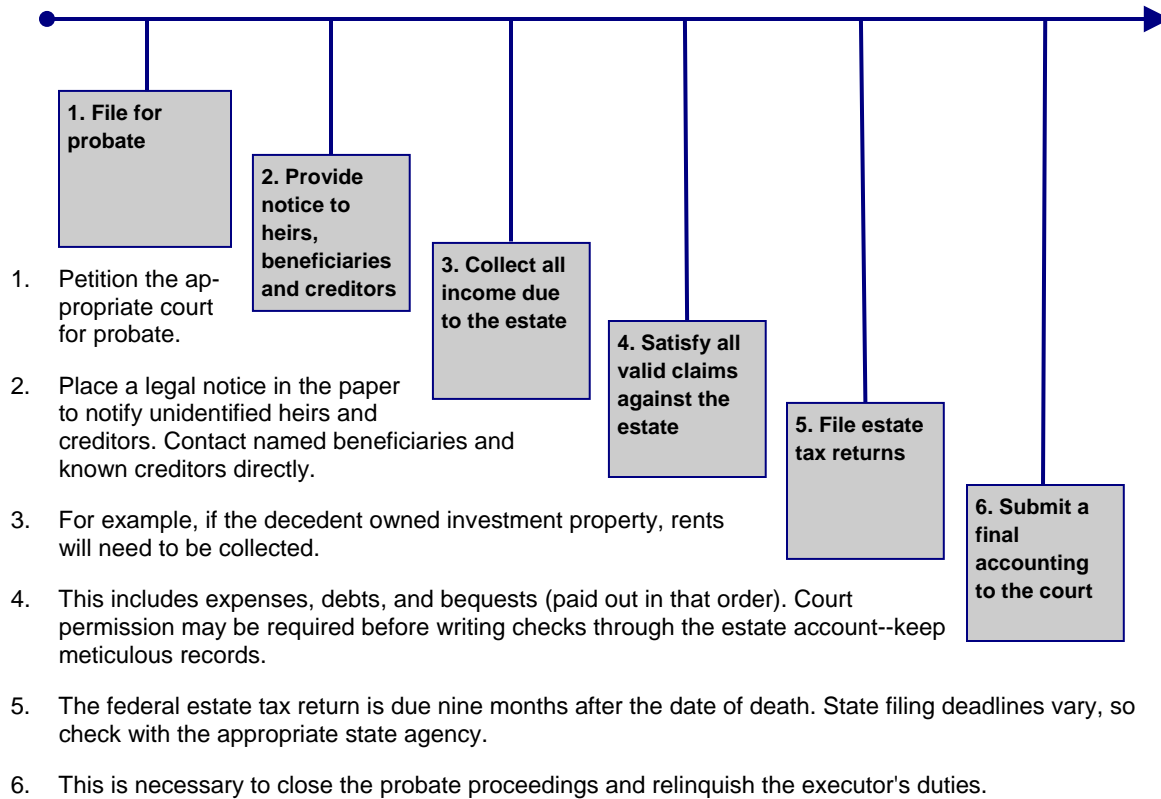 1. File for
probate
2. Provide
notice to
heirs,
beneficiaries
and creditors
3. Collect all
income due
to the estate
4. Satisfy all
valid claims
against the
estate
5. File estate
tax returns
6. Submit a
final
accounting
to the court
1. Petition the ap-
propriate court
for probate.
2. Place a legal notice in the paper
to notify unidentified heirs and
creditors. Contact named beneficiaries and
known creditors directly.
3. For example, if the decedent owned investment property, rents
will need to be collected.
4. This includes expenses, debts, and bequests (paid out in that order). Court
permission may be required before writing checks through the estate account--keep
meticulous records.
5. The federal estate tax return is due nine months after the date of death. State filing deadlines vary, so
check with the appropriate state agency.
6. This is necessary to close the probate proceedings and relinquish the executor's duties.